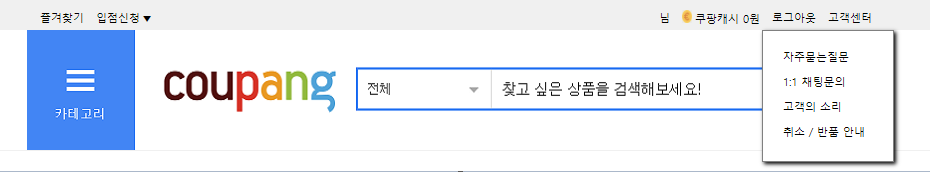 즐겨찾기 입점신청 ▼ 님 쿠팡캐시 0원 로그아웃 고객센터
카테고리
coupang
전체
찾고 싶은 상품을 검색해보세요!
자주묻는질문
1:1 채팅문의
고객의 소리
취소 / 반품 안내